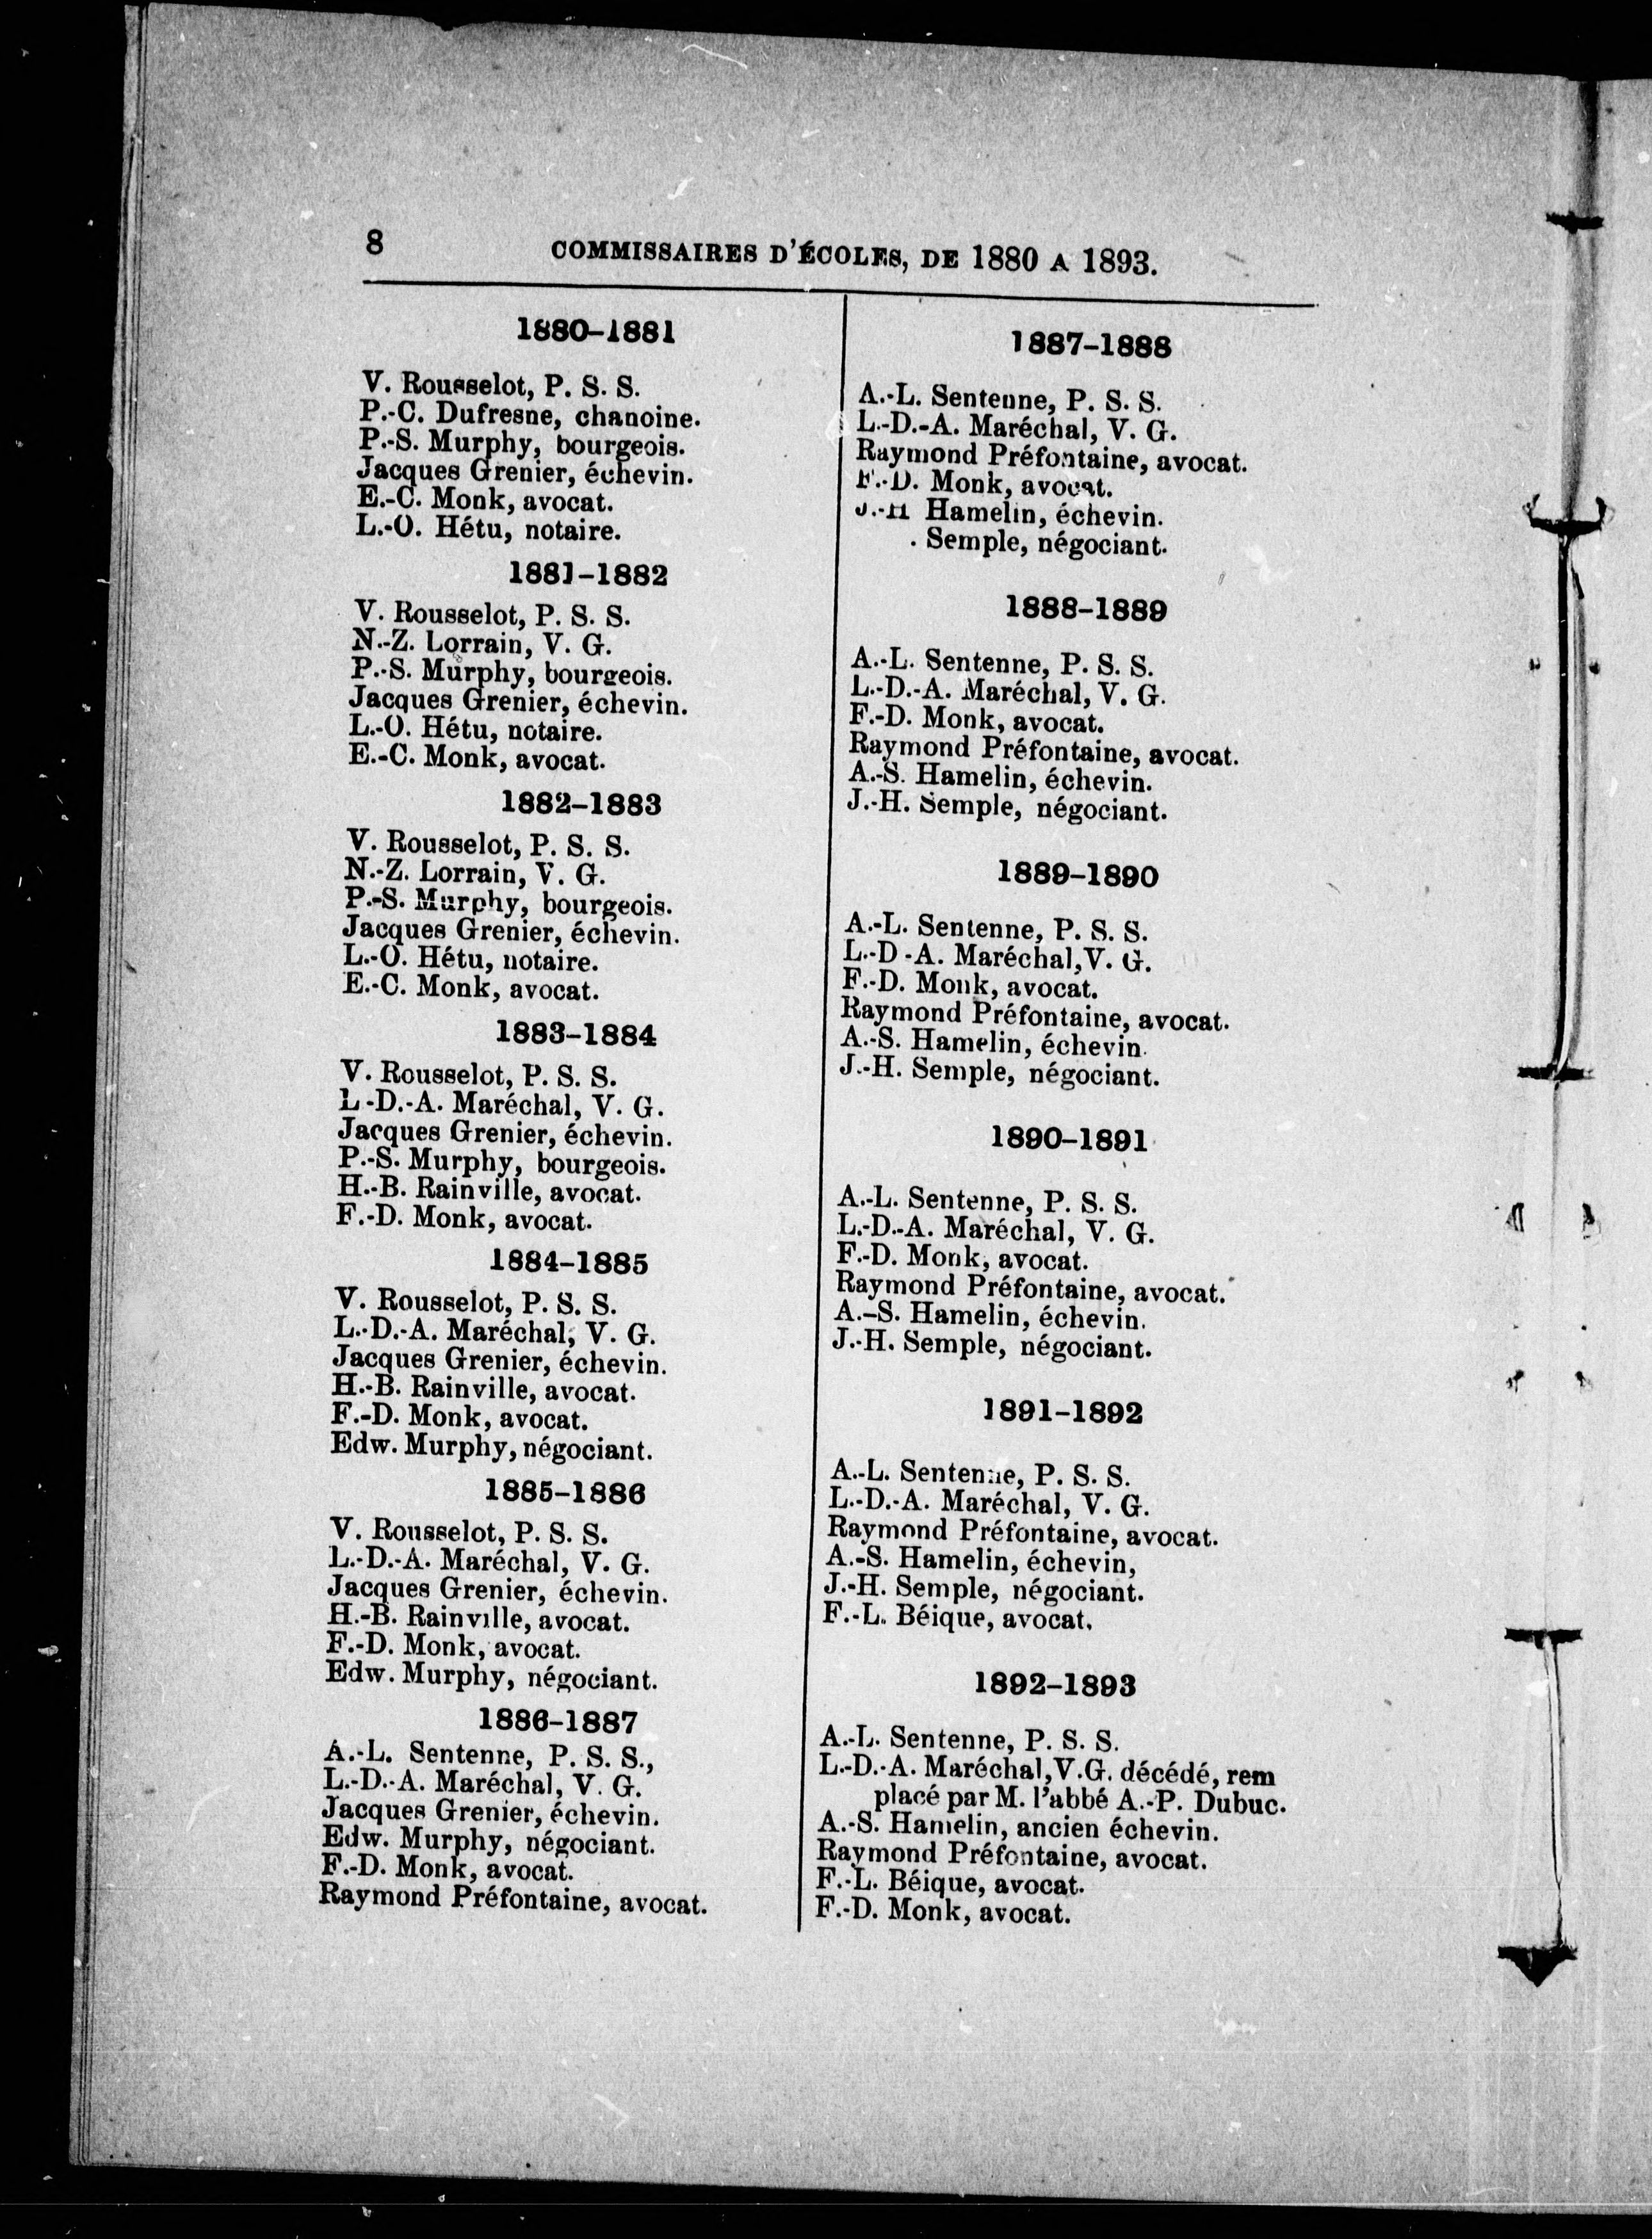 8
COMMISSAIRES D'ÉCOLES, DE 1880 A 1893.
1880-1881
V. Rousselot, P. S. S.
P.-C. Dufresne, chanoine.
P.-S. Murphy, bourgeois.
Jacques Grenier, échevin.
E.-C. Monk, avocat.
L.-O. Hétu, notaire.
1881-1882
V. Rousselot, P. S. S.
N.-Z. Lorrain, V. G.
P.-S. Murphy, bourgeois.
Jacques Grenier, échevin.
L.-O. Hétu, notaire.
E.-C. Monk, avocat.
1882-1883
V. Rousselot, P. S. S.
N.-Z. Lorrain, V. G.
P.-S. Murphy, bourgeois.
Jacques Grenier, échevin.
L.-O. Hétu, notaire.
E.-C. Monk, avocat.
1883-1884
V. Rousselot, P. S. S.
L-D.-A. Maréchal, V. G.
Jacques Grenier, échevin.
P.-S. Murphy, bourgeois.
H.-B. Rainville, avocat.
F.-D. Monk, avocat.
1884-1885
V. Rousselot, P. S. S.
L.-D.-A. Maréchal, V. G.
Jacques Grenier, échevin.
H.-B. Rainville, avocat.
F.-D. Monk, avocat.
Edw. Murphy, négociant.
1885-1886
V. Rousselot, P. S. S.
L.-D.-A. Maréchal, V. G.
Jacques Grenier, échevin.
H.-B. Rainville, avocat.
F.-D. Monk, avocat.
Edw. Murphy, négociant.
1886-1887
A.-L. Sentenne, P. S. S.,
L.-D.-A. Maréchal, V. G.
Jacques Grenier, échevin.
Edw. Murphy, négociant.
F.-D. Monk, avocat.
Raymond Préfontaine, avocat.
1887-1888
A.-L. Sentenne, P. S. S.
L.-D.-A. Maréchal, V. G.
Raymond Préfontaine, avocat.
F.-D. Monk, avocat.
J.-H Hamelin, échevin.
. Semple, négociant.
1888-1889
A.-L. Sentenne, P. S. S.
L.-D.-A. Maréchal, V. G.
F.-D. Monk, avocat.
Raymond Préfontaine, avocat.
A.-S. Hamelin, échevin.
J.-H. Semple, négociant.
1889-1890
A.-L. Sentenne, P. S. S.
L.-D-A. Maréchal, V. G.
F.-D. Monk, avocat.
Raymond Préfontaine, avocat.
A.-S. Hamelin, échevin.
J.-H. Semple, négociant.
1890-1891
A.-L. Sentenne, P. S. S.
L.-D.-A. Maréchal, V. G.
F.-D. Monk, avocat.
Raymond Préfontaine, avocat.
A.-S. Hamelin, échevin.
J.-H. Semple, négociant.
1891-1892
A.-L. Sentenne, P. S. S.
L.-D.-A. Maréchal, V. G.
Raymond Préfontaine, avocat.
A.-S. Hamelin, échevin,
J.-H. Semple, négociant.
F.-L. Béique, avocat.
1892-1893
A.-L. Sentenne, P. S. S.
L.-D.-A. Maréchal, V.G. décédé, rem
placé par M. l'abbé A.-P. Dubuc.
A.-S. Hamelin, ancien échevin.
Raymond Préfontaine, avocat.
F.-L. Béique, avocat.
F.-D. Monk, avocat.